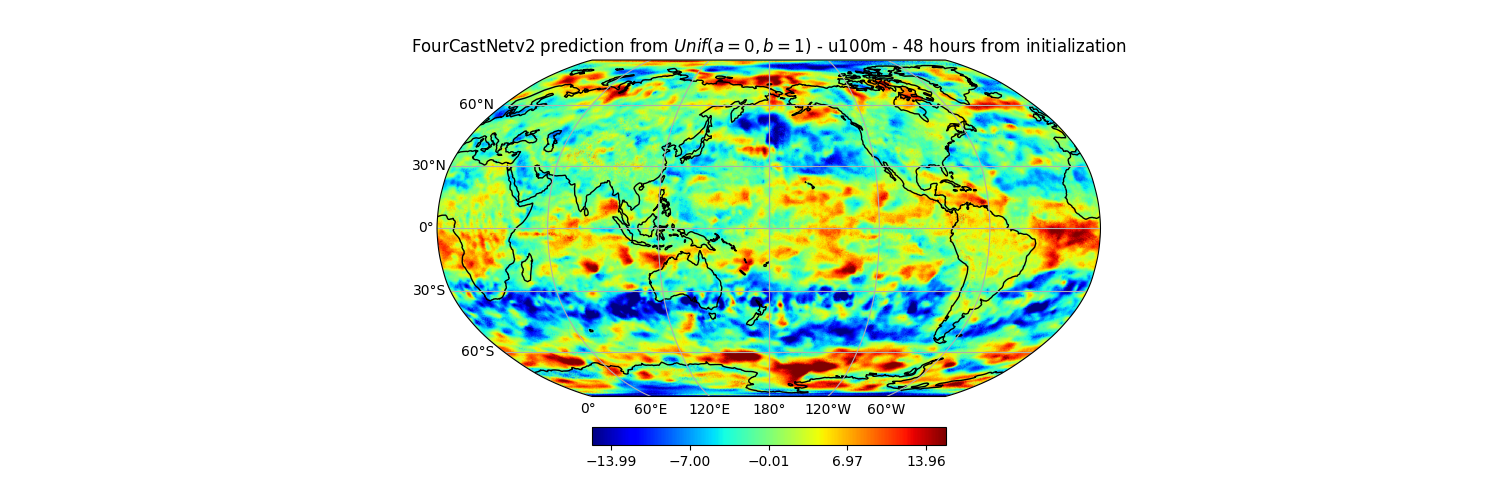 FourCastNetv2 prediction from Unif(a = 0, b = 1) - u100m - 48 hours from initialization
60°N
30°N
0°
30°S
60°S
0° 60°E 120°E 180° 120°W 60°W
−13.99 −7.00 −0.01 6.97 13.96